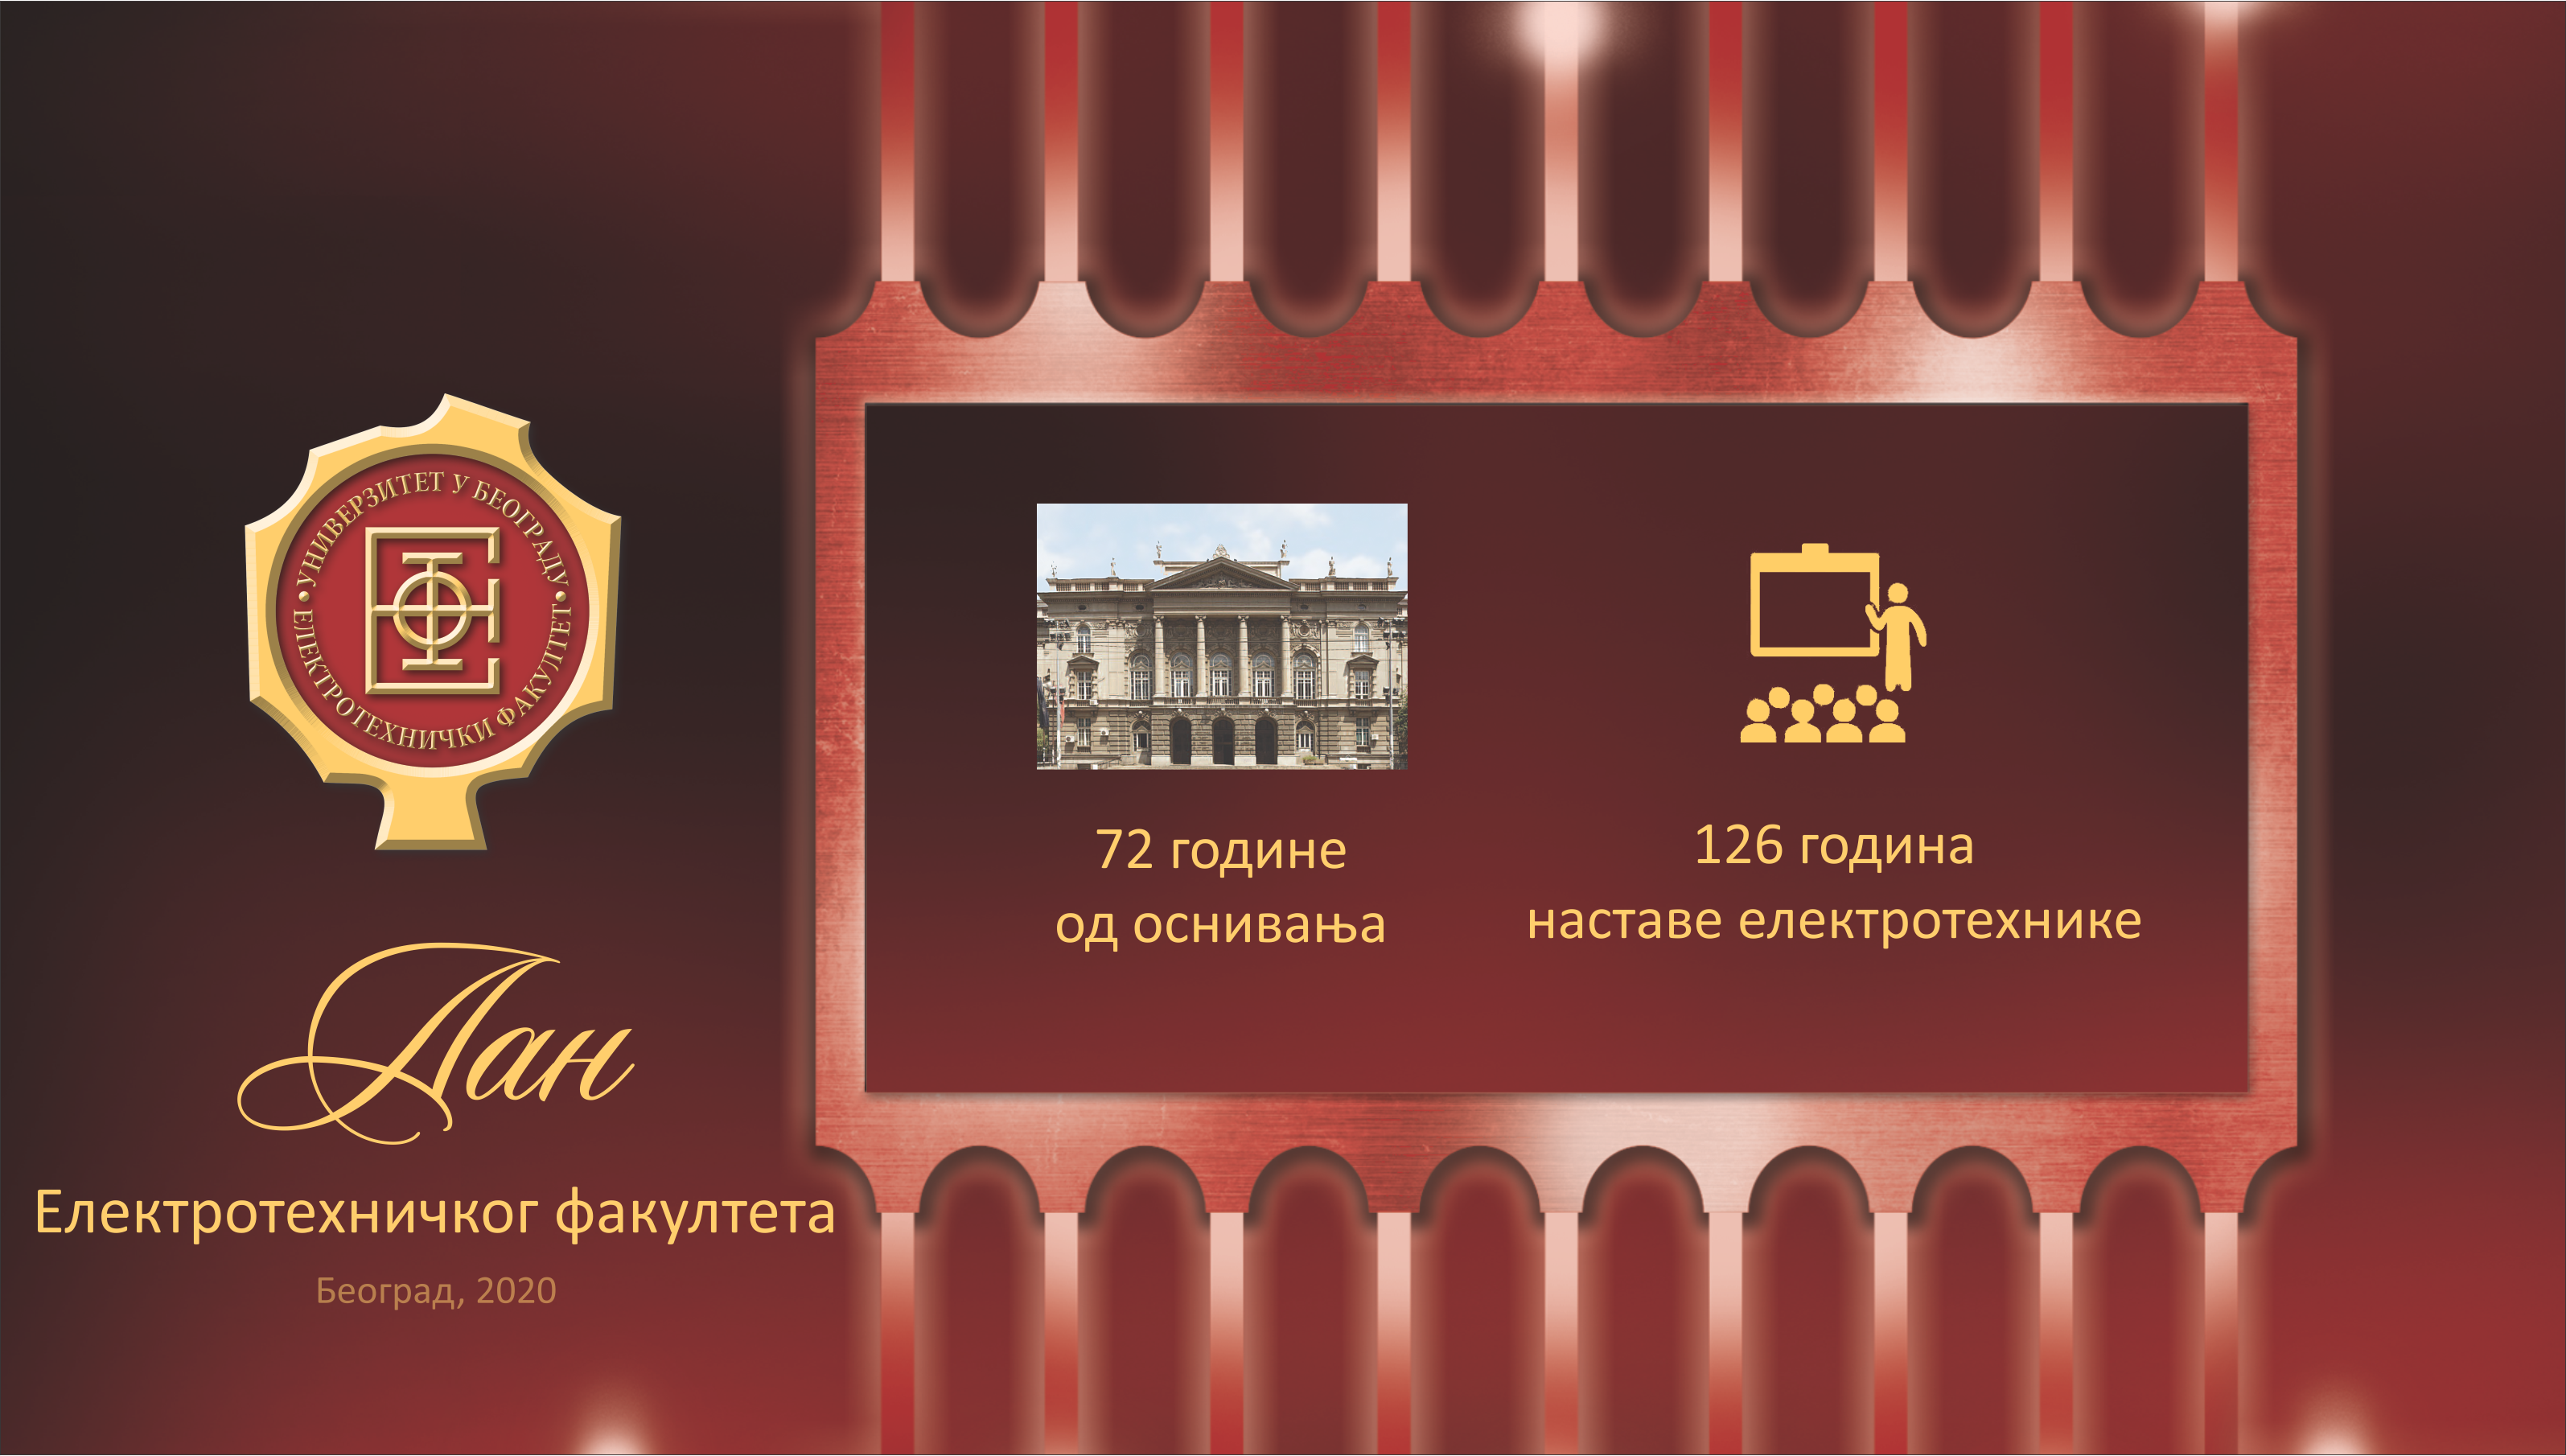 • УНИВЕРЗИТЕТ У БЕОГРАДУ •
ЕЛЕКТРОТЕХНИЧКИ ФАКУЛТЕТ
Дан
Електротехничког факултета
Београд, 2020
72 године
од оснивања
126 година
наставе електротехнике